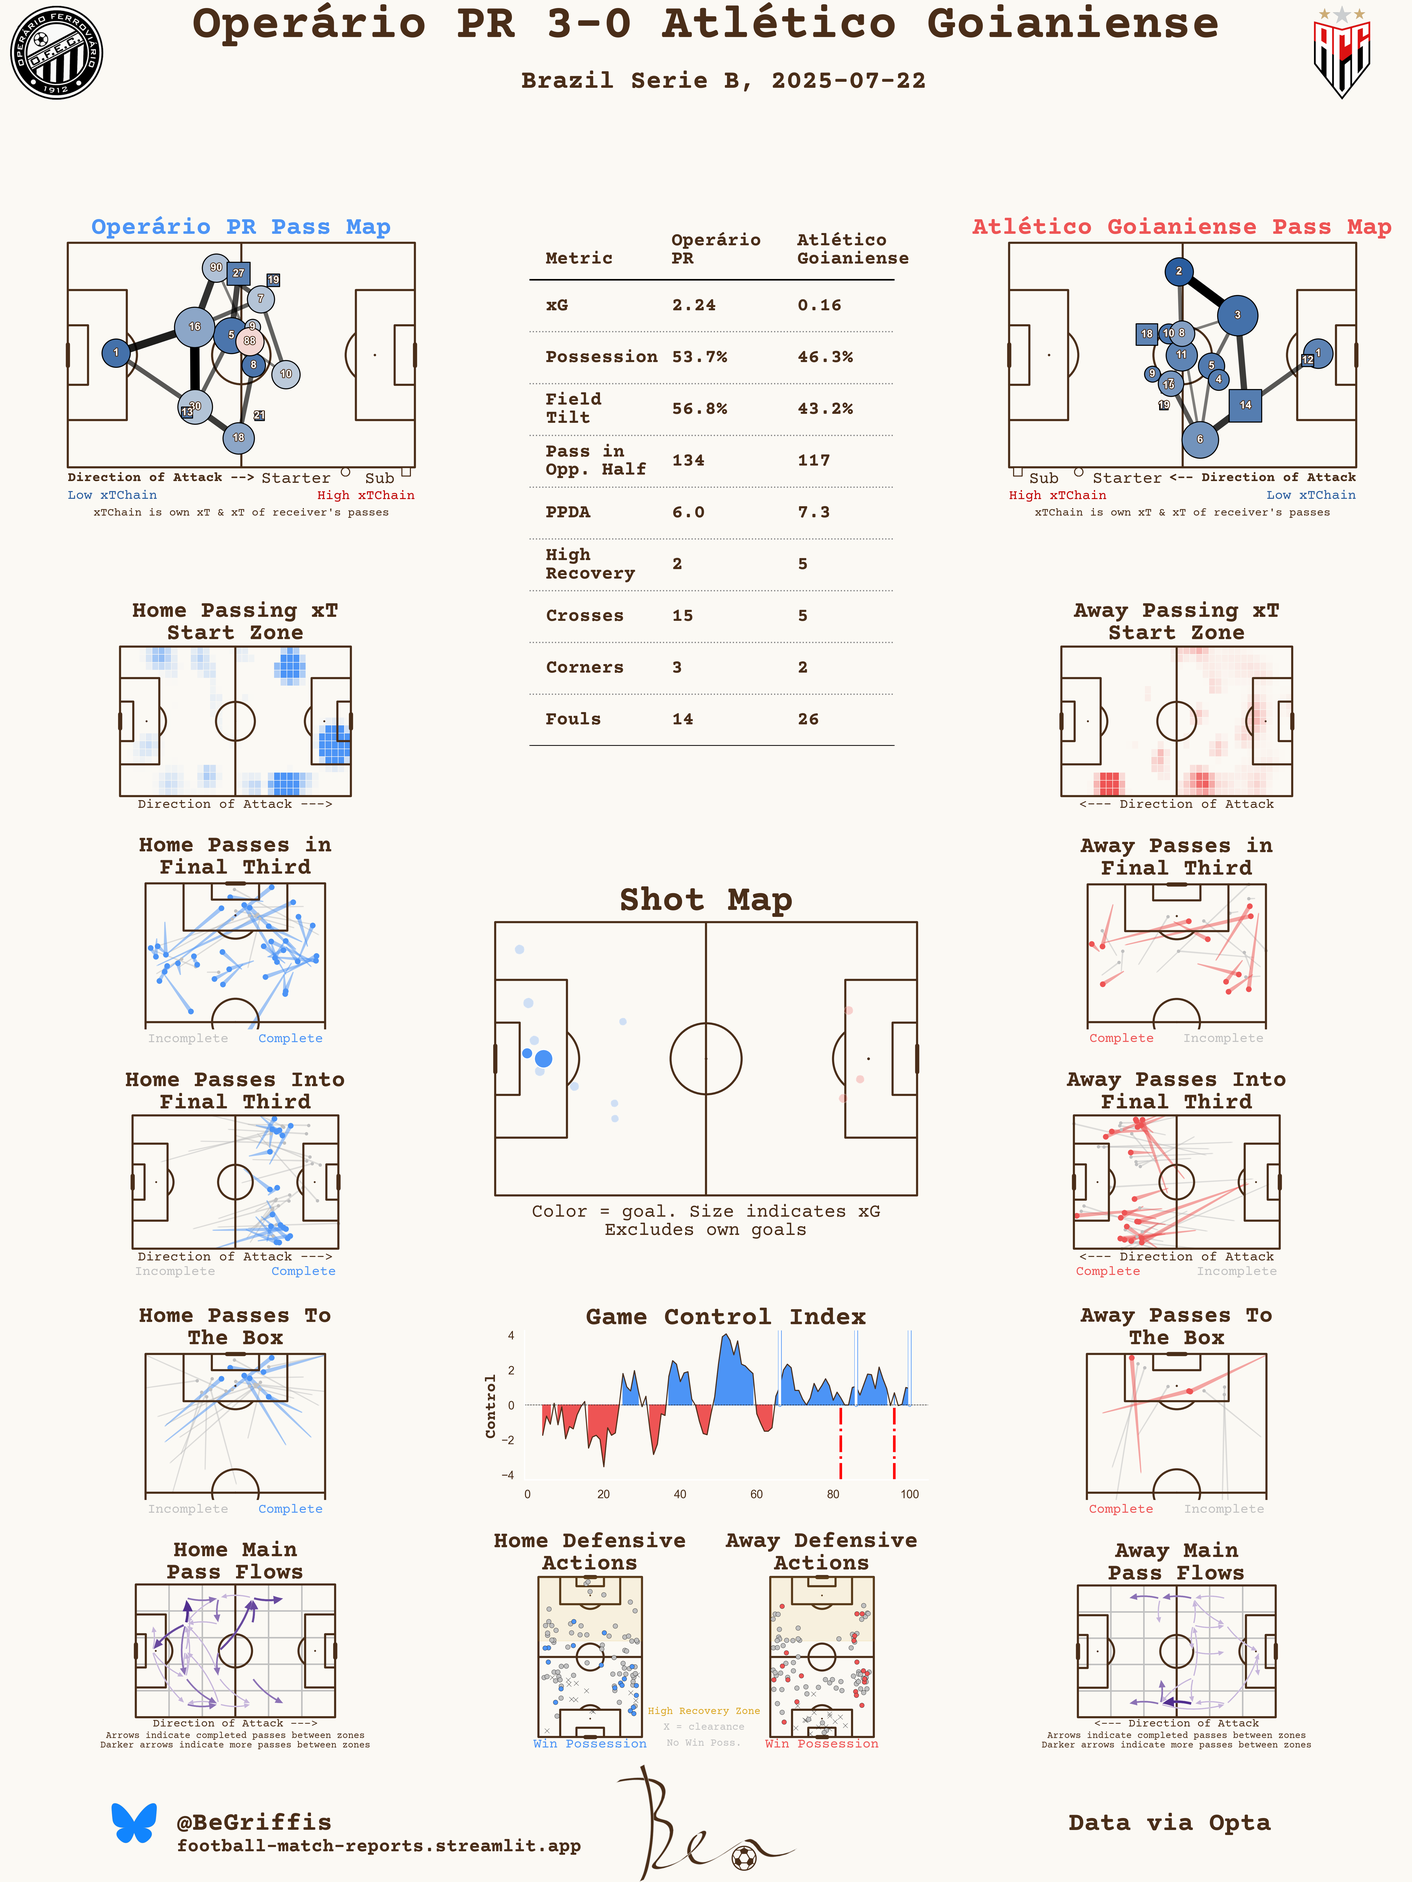 Operário PR 3-0 Atlético Goianiense
Brazil Serie B, 2025-07-22
OPERÁRIO FERROVIÁRIO
O.F.E.C.
1912
ACG
Operário PR Pass Map
90
27
19
7
16
5
9
88
1
8
10
30
13
21
18
Direction of Attack --> Starter Sub
Low xTChain High xTChain
xTChain is own xT & xT of receiver's passes
Metric Operário PR Atlético Goianiense
xG 2.24 0.16
Possession 53.7% 46.3%
Field Tilt 56.8% 43.2%
Pass in Opp. Half 134 117
PPDA 6.0 7.3
High Recovery 2 5
Crosses 15 5
Corners 3 2
Fouls 14 26
Atlético Goianiense Pass Map
2
3
18
10
8
11
1
12
5
9
4
17
19
14
6
Sub Starter <-- Direction of Attack
High xTChain Low xTChain
xTChain is own xT & xT of receiver's passes
Home Passing xT
Start Zone
Direction of Attack --->
Away Passing xT
Start Zone
<--- Direction of Attack
Home Passes in
Final Third
Incomplete Complete
Away Passes in
Final Third
Complete Incomplete
Shot Map
Color = goal. Size indicates xG
Excludes own goals
Home Passes Into
Final Third
Direction of Attack --->
Incomplete Complete
Away Passes Into
Final Third
<--- Direction of Attack
Complete Incomplete
Home Passes To
The Box
Incomplete Complete
Game Control Index
Control
4
2
0
−2
−4
0 20 40 60 80 100
Away Passes To
The Box
Complete Incomplete
Home Main
Pass Flows
Direction of Attack --->
Arrows indicate completed passes between zones
Darker arrows indicate more passes between zones
Home Defensive
Actions
Win Possession
High Recovery Zone
X = clearance
No Win Poss.
Away Defensive
Actions
Win Possession
Away Main
Pass Flows
<--- Direction of Attack
Arrows indicate completed passes between zones
Darker arrows indicate more passes between zones
@BeGriffis
football-match-reports.streamlit.app
Ben
Data via Opta